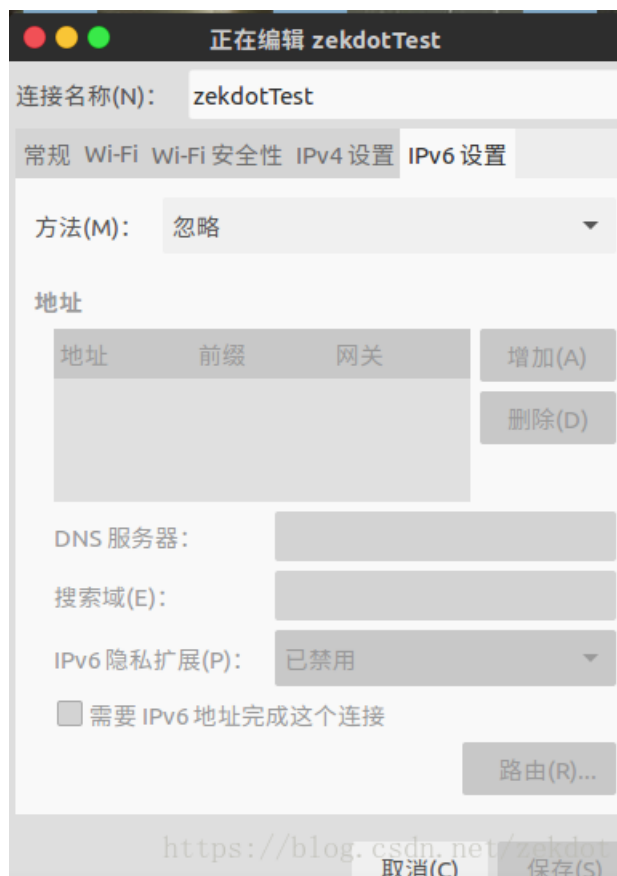 正在编辑 zekdotTest
连接名称(N)： zekdotTest
常规 Wi-Fi Wi-Fi 安全性 IPv4 设置 IPv6 设置
方法(M)： 忽略
地址
地址 前缀 网关 增加(A)
删除(D)
DNS 服务器：
搜索域(E)：
IPv6 隐私扩展(P)： 已禁用
需要 IPv6 地址完成这个连接
路由(R)...
https://blog.csdn.net/zekdot
取消(C) 保存(S)